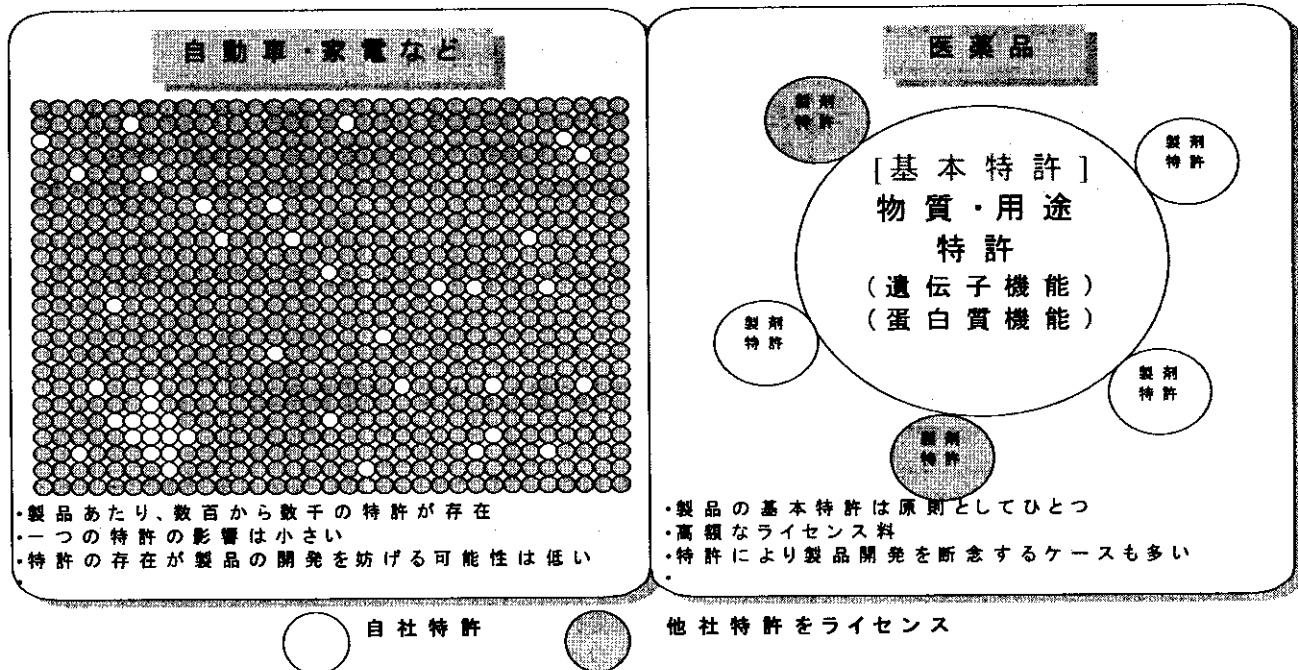 自動車・家電など
・製品あたり、数百から数千の特許が存在
・一つの特許の影響は小さい
・特許の存在が製品の開発を妨げる可能性は低い
・
医薬品
製剤
特許
製剤
特許
[基本特許]
物質・用途
特許
(遺伝子機能)
(蛋白質機能)
製剤
特許
製剤
特許
製剤
特許
・製品の基本特許は原則としてひとつ
・高額なライセンス料
・特許により製品開発を断念するケースも多い
・
自社特許
他社特許をライセンス